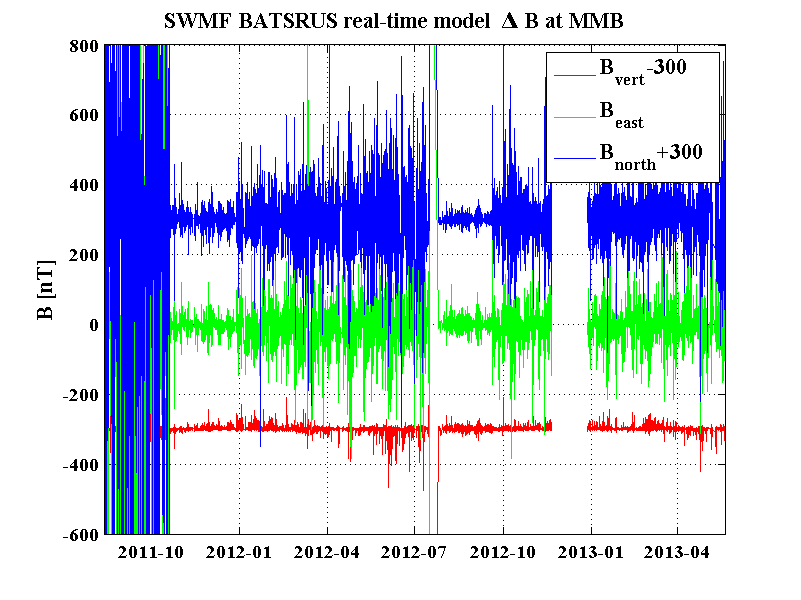 SWMF BATSRUS real-time model Δ B at MMB
B_vert-300
B_east
B_north+300
B [nT]
800
600
400
200
0
-200
-400
-600
2011-10 2012-01 2012-04 2012-07 2012-10 2013-01 2013-04